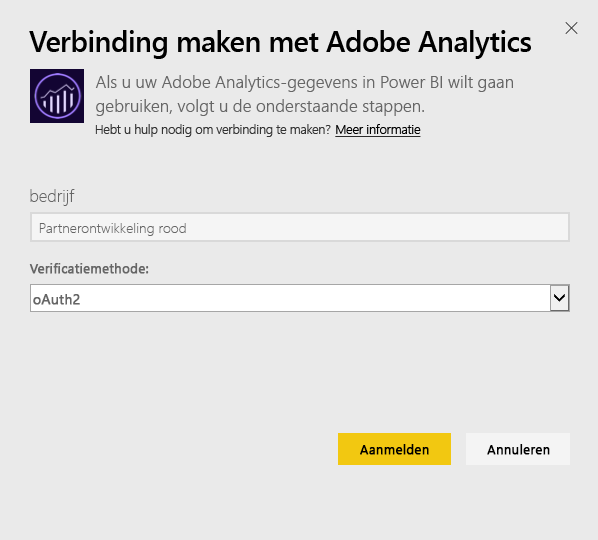 Verbinding maken met Adobe Analytics
Als u uw Adobe Analytics-gegevens in Power BI wilt gaan
gebruiken, volgt u de onderstaande stappen.
Hebt u hulp nodig om verbinding te maken? Meer informatie
bedrijf
Partnerontwikkeling rood
Verificatiemethode:
oAuth2
Aanmelden Annuleren